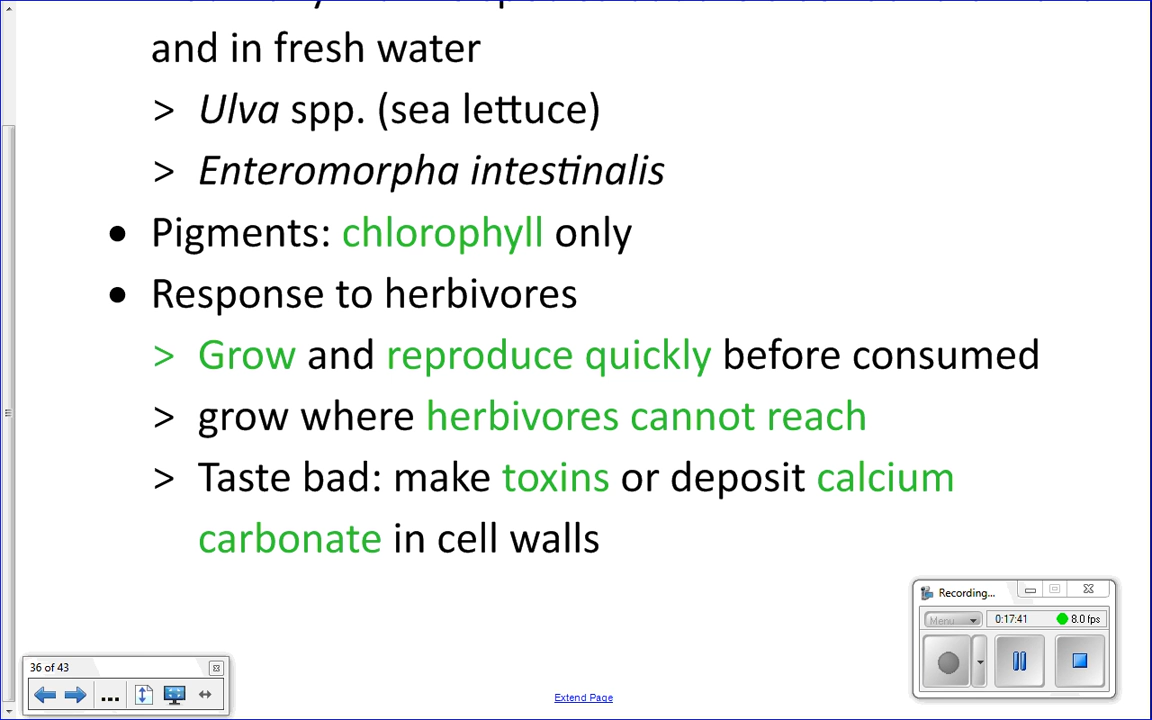 and in fresh water
> Ulva spp. (sea lettuce)
> Enteromorpha intestinalis
• Pigments: chlorophyll only
• Response to herbivores
> Grow and reproduce quickly before consumed
> grow where herbivores cannot reach
> Taste bad: make toxins or deposit calcium
carbonate in cell walls
Recording...
Menu 0:17:41 8.0 fps
36 of 43
Extend Page